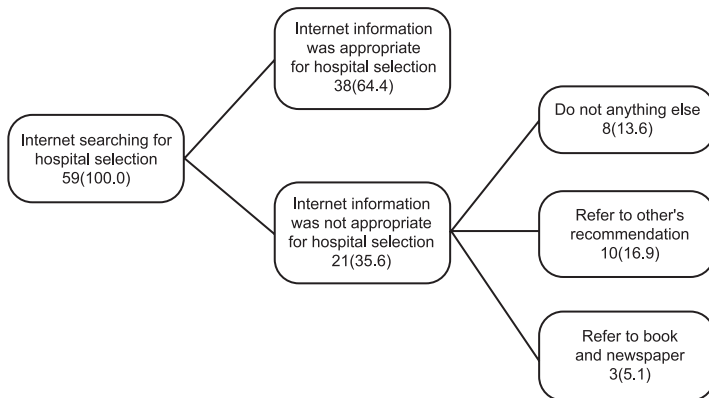 Internet information
was appropriate
for hospital selection
38(64.4)
Internet searching for
hospital selection
59(100.0)
Internet information
was not appropriate
for hospital selection
21(35.6)
Do not anything else
8(13.6)
Refer to other's
recommendation
10(16.9)
Refer to book
and newspaper
3(5.1)